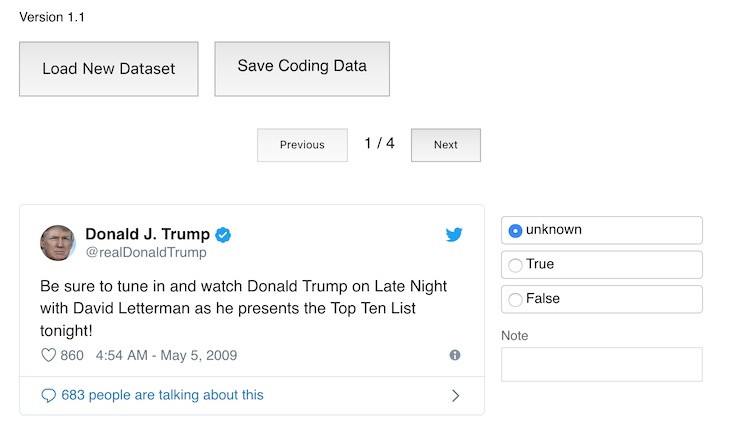 Version 1.1
Load New Dataset
Save Coding Data
Previous
1 / 4
Next
Donald J. Trump
@realDonaldTrump
Be sure to tune in and watch Donald Trump on Late Night
with David Letterman as he presents the Top Ten List
tonight!
860 4:54 AM - May 5, 2009
683 people are talking about this
unknown
True
False
Note